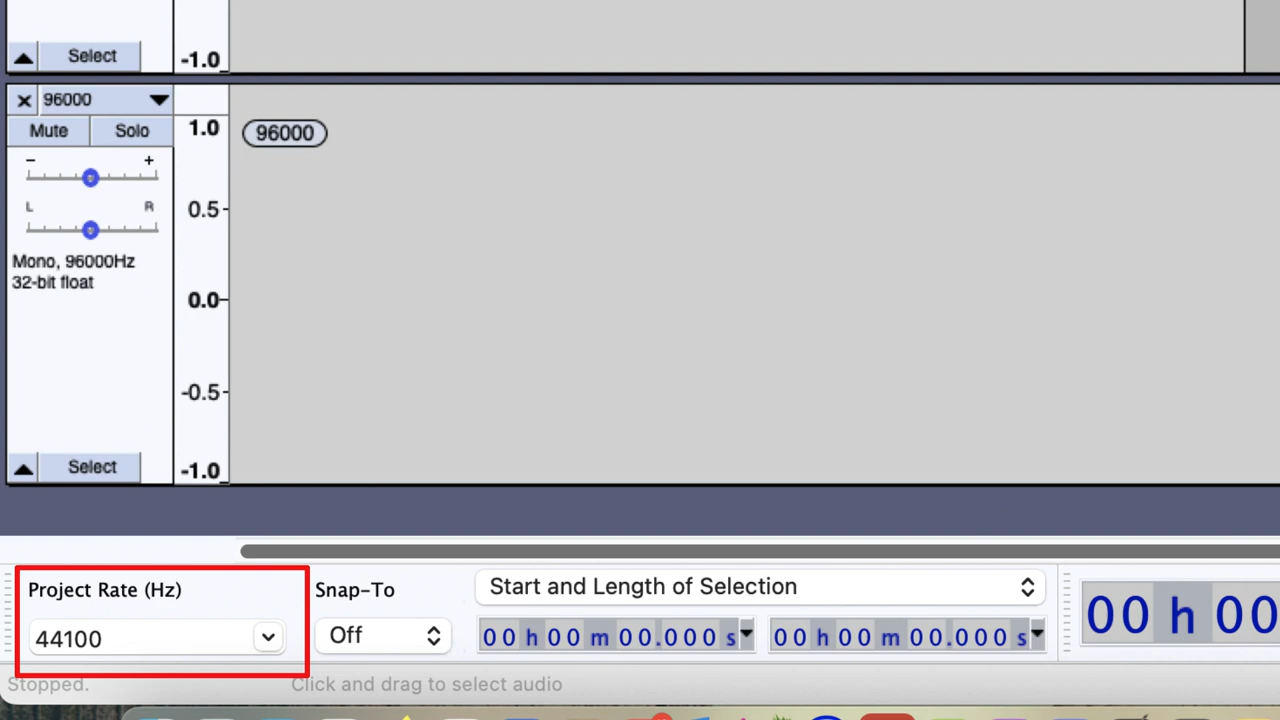 Select
-1.0
96000
Mute Solo
1.0
96000
- +
L R
0.5
Mono, 96000Hz
32-bit float
0.0
-0.5
Select
-1.0
Project Rate (Hz)
Snap-To
Start and Length of Selection
44100
Off
00 h 00 m 00.000 s
00 h 00 m 00.000 s
00 h 00
Stopped.
Click and drag to select audio